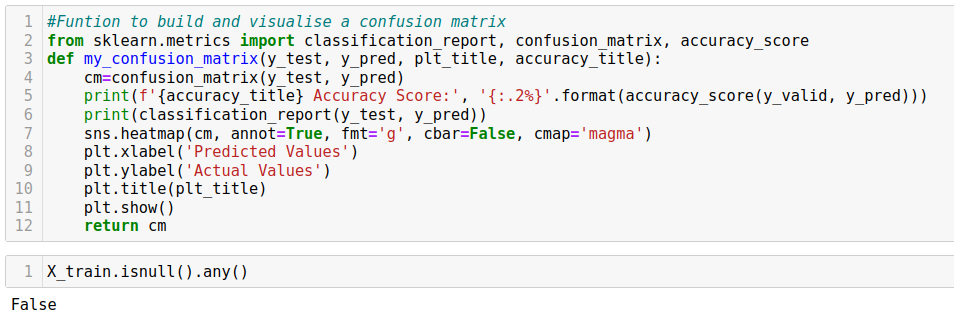 1 #Funtion to build and visualise a confusion matrix
2 from sklearn.metrics import classification_report, confusion_matrix, accuracy_score
3 def my_confusion_matrix(y_test, y_pred, plt_title, accuracy_title):
4     cm=confusion_matrix(y_test, y_pred)
5     print(f'{accuracy_title} Accuracy Score:', '{:.2%}'.format(accuracy_score(y_valid, y_pred)))
6     print(classification_report(y_test, y_pred))
7     sns.heatmap(cm, annot=True, fmt='g', cbar=False, cmap='magma')
8     plt.xlabel('Predicted Values')
9     plt.ylabel('Actual Values')
10     plt.title(plt_title)
11     plt.show()
12     return cm
1 X_train.isnull().any()
False